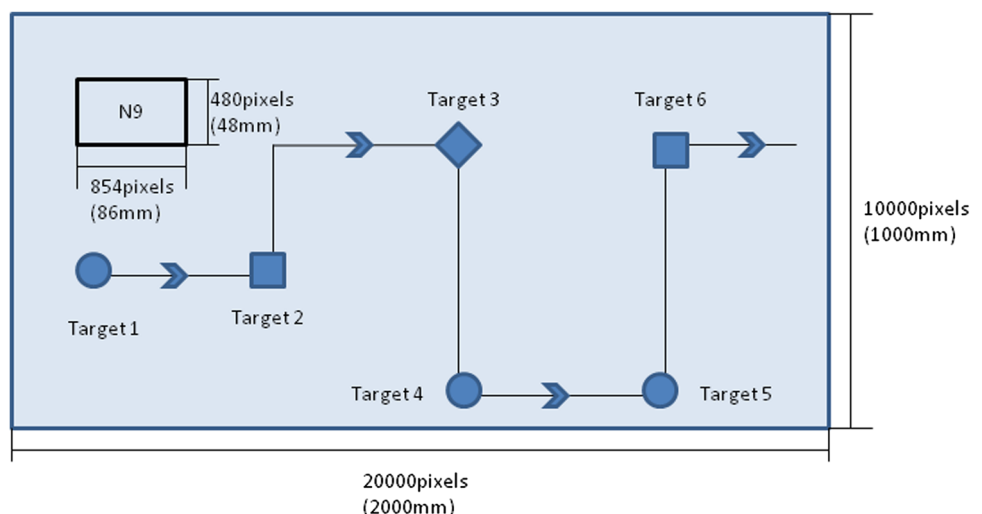 N9
480pixels
(48mm)
854pixels
(86mm)
Target 3
Target 6
10000pixels
(1000mm)
Target 1
Target 2
Target 4
Target 5
20000pixels
(2000mm)